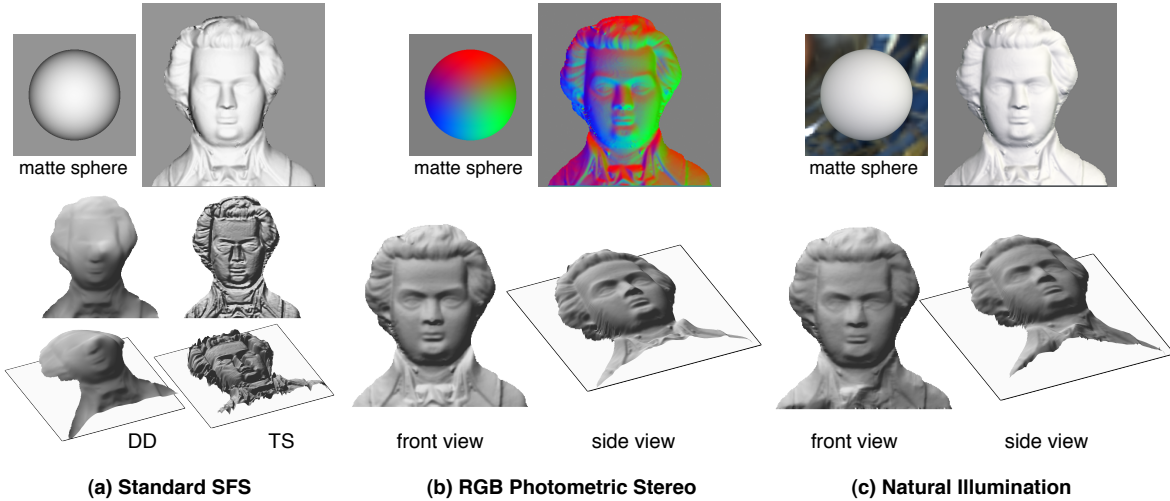 matte sphere
matte sphere
matte sphere
DD
TS
front view
side view
front view
side view
(a) Standard SFS
(b) RGB Photometric Stereo
(c) Natural Illumination